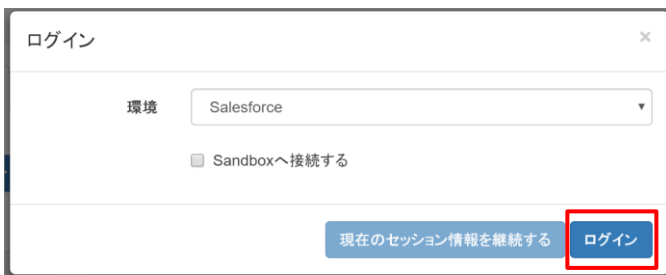 ログイン ×
環境 Salesforce
Sandboxへ接続する
現在のセッション情報を継続する ログイン